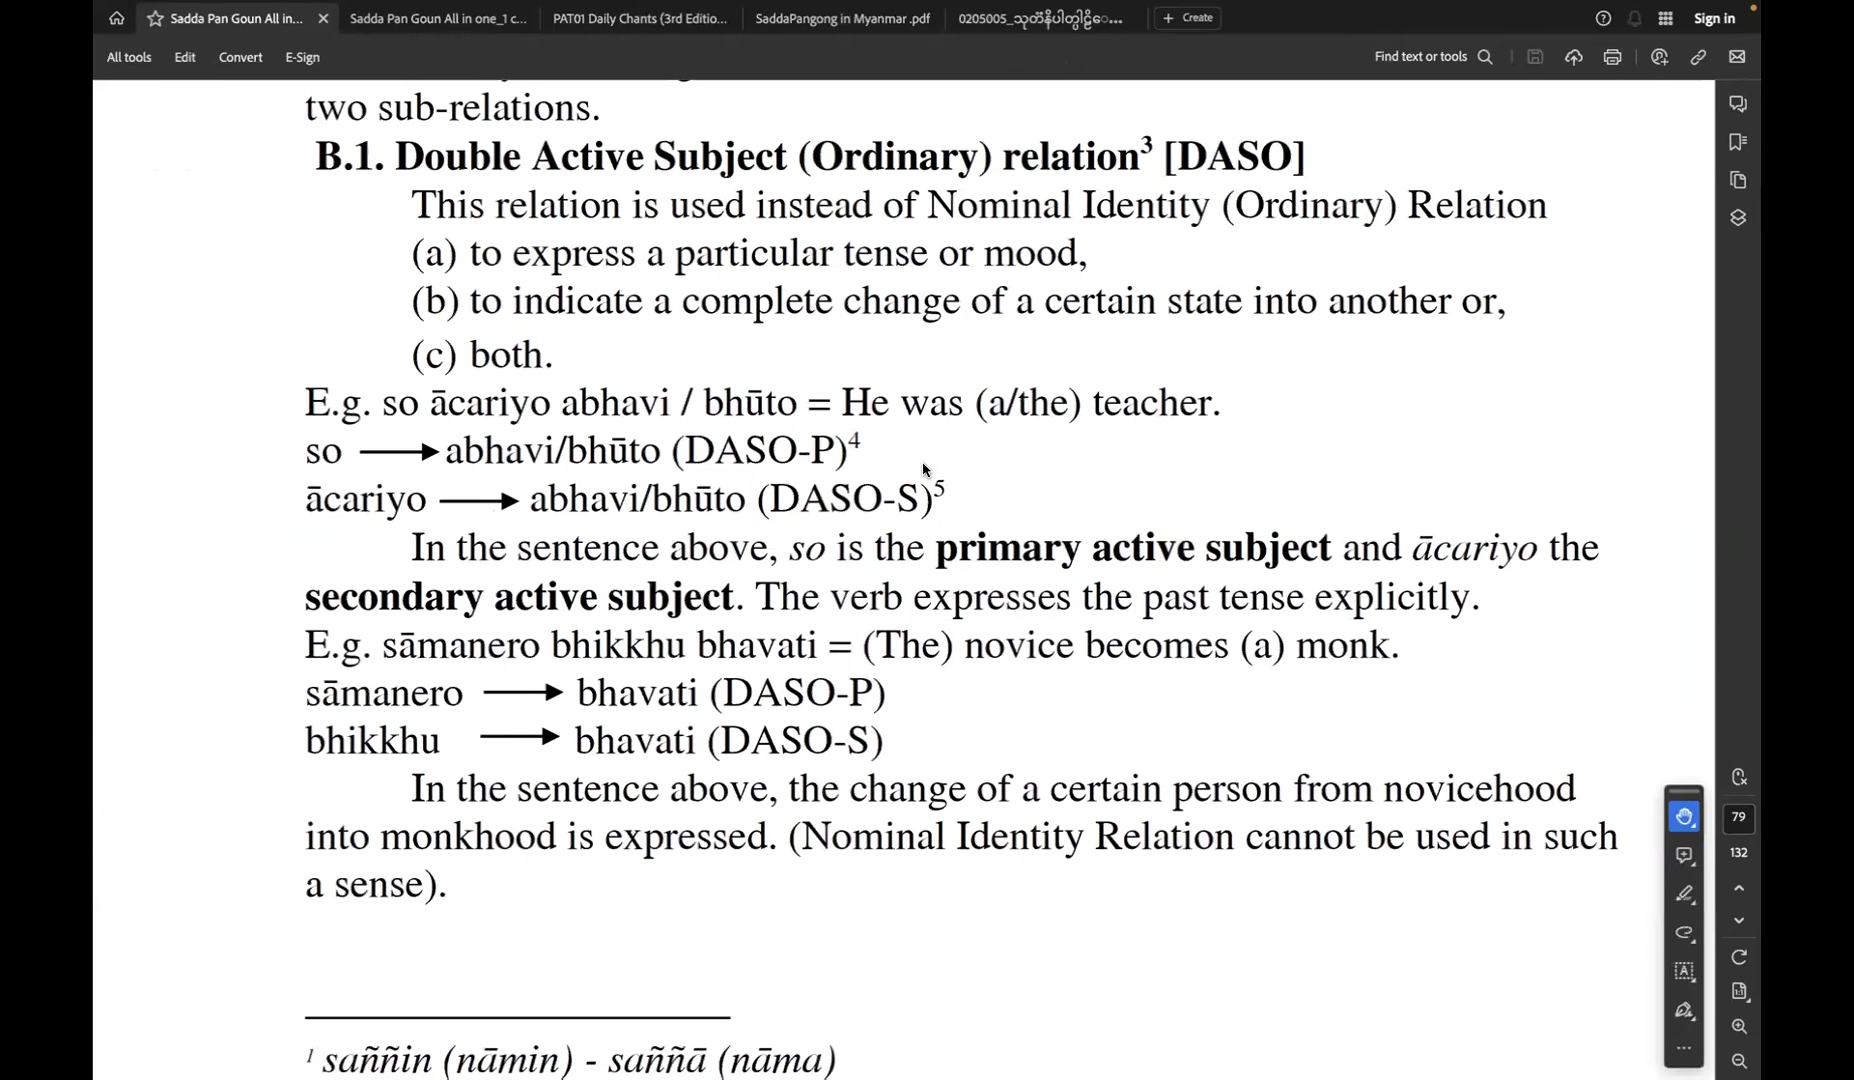 Sadda Pan Goun All in...
Sadda Pan Goun All in one_1 c...
PAT01 Daily Chants (3rd Editio...
SaddaPangong in Myanmar .pdf
+ Create
Sign in
All tools
Edit
Convert
E-Sign
Find text or tools
two sub-relations.
B.1. Double Active Subject (Ordinary) relation³ [DASO]
This relation is used instead of Nominal Identity (Ordinary) Relation
(a) to express a particular tense or mood,
(b) to indicate a complete change of a certain state into another or,
(c) both.
E.g. so ācariyo abhavi / bhūto = He was (a/the) teacher.
so → abhavi/bhūto (DASO-P)⁴
ācariyo → abhavi/bhūto (DASO-S)⁵
In the sentence above, so is the primary active subject and ācariyo the
secondary active subject. The verb expresses the past tense explicitly.
E.g. sāmanero bhikkhu bhavati = (The) novice becomes (a) monk.
sāmanero → bhavati (DASO-P)
bhikkhu → bhavati (DASO-S)
In the sentence above, the change of a certain person from novicehood
into monkhood is expressed. (Nominal Identity Relation cannot be used in such
a sense).
¹ saññin (nāmin) - saññā (nāma)
79
132